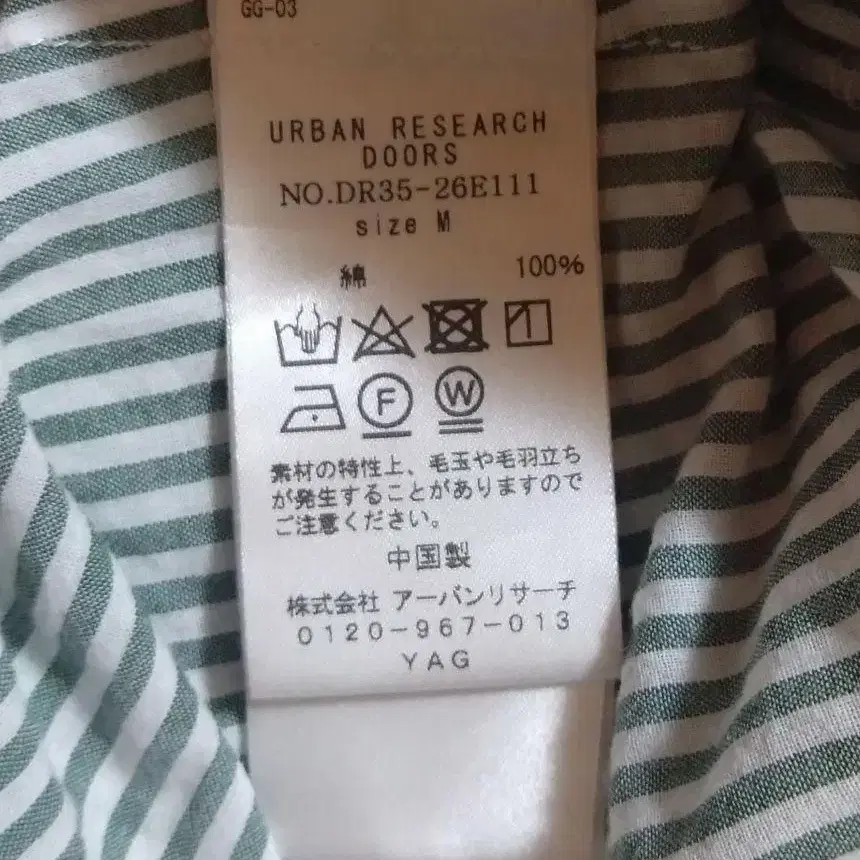 GG-03
URBAN RESEARCH
DOORS
NO.DR35-26E111
size M
綿 100%
F W
素材の特性上、毛玉や毛羽立ち
が発生することがありますので
ご注意ください。
中国製
株式会社 アーバンリサーチ
0120-967-013
YAG